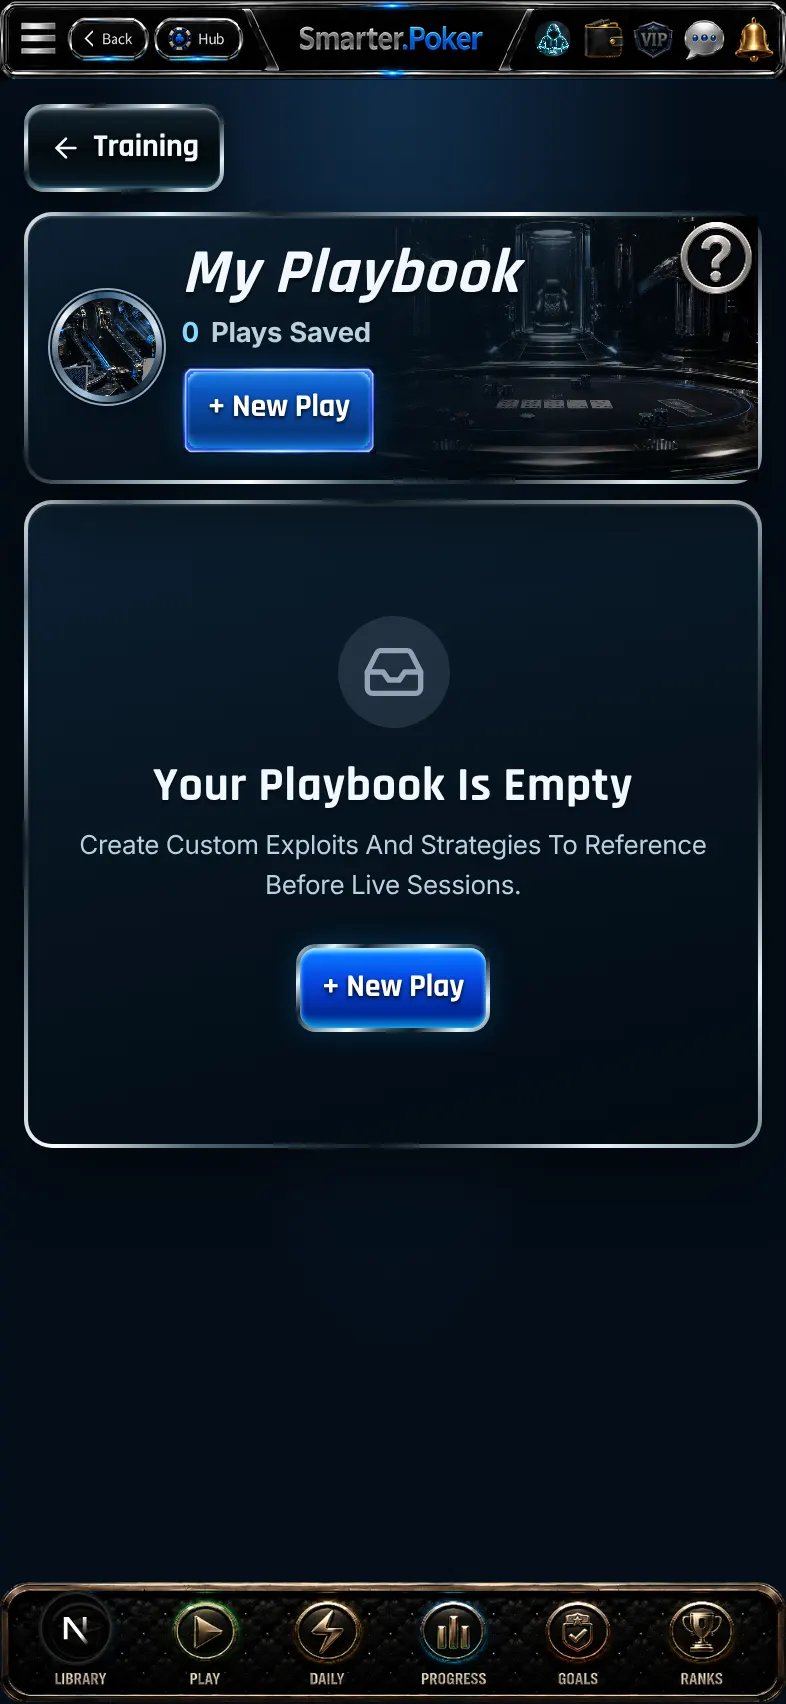 Back
Hub
Smarter.Poker
VIP
← Training
My Playbook
?
0 Plays Saved
+ New Play
Your Playbook Is Empty
Create Custom Exploits And Strategies To Reference
Before Live Sessions.
+ New Play
N
LIBRARY
PLAY
DAILY
PROGRESS
GOALS
RANKS